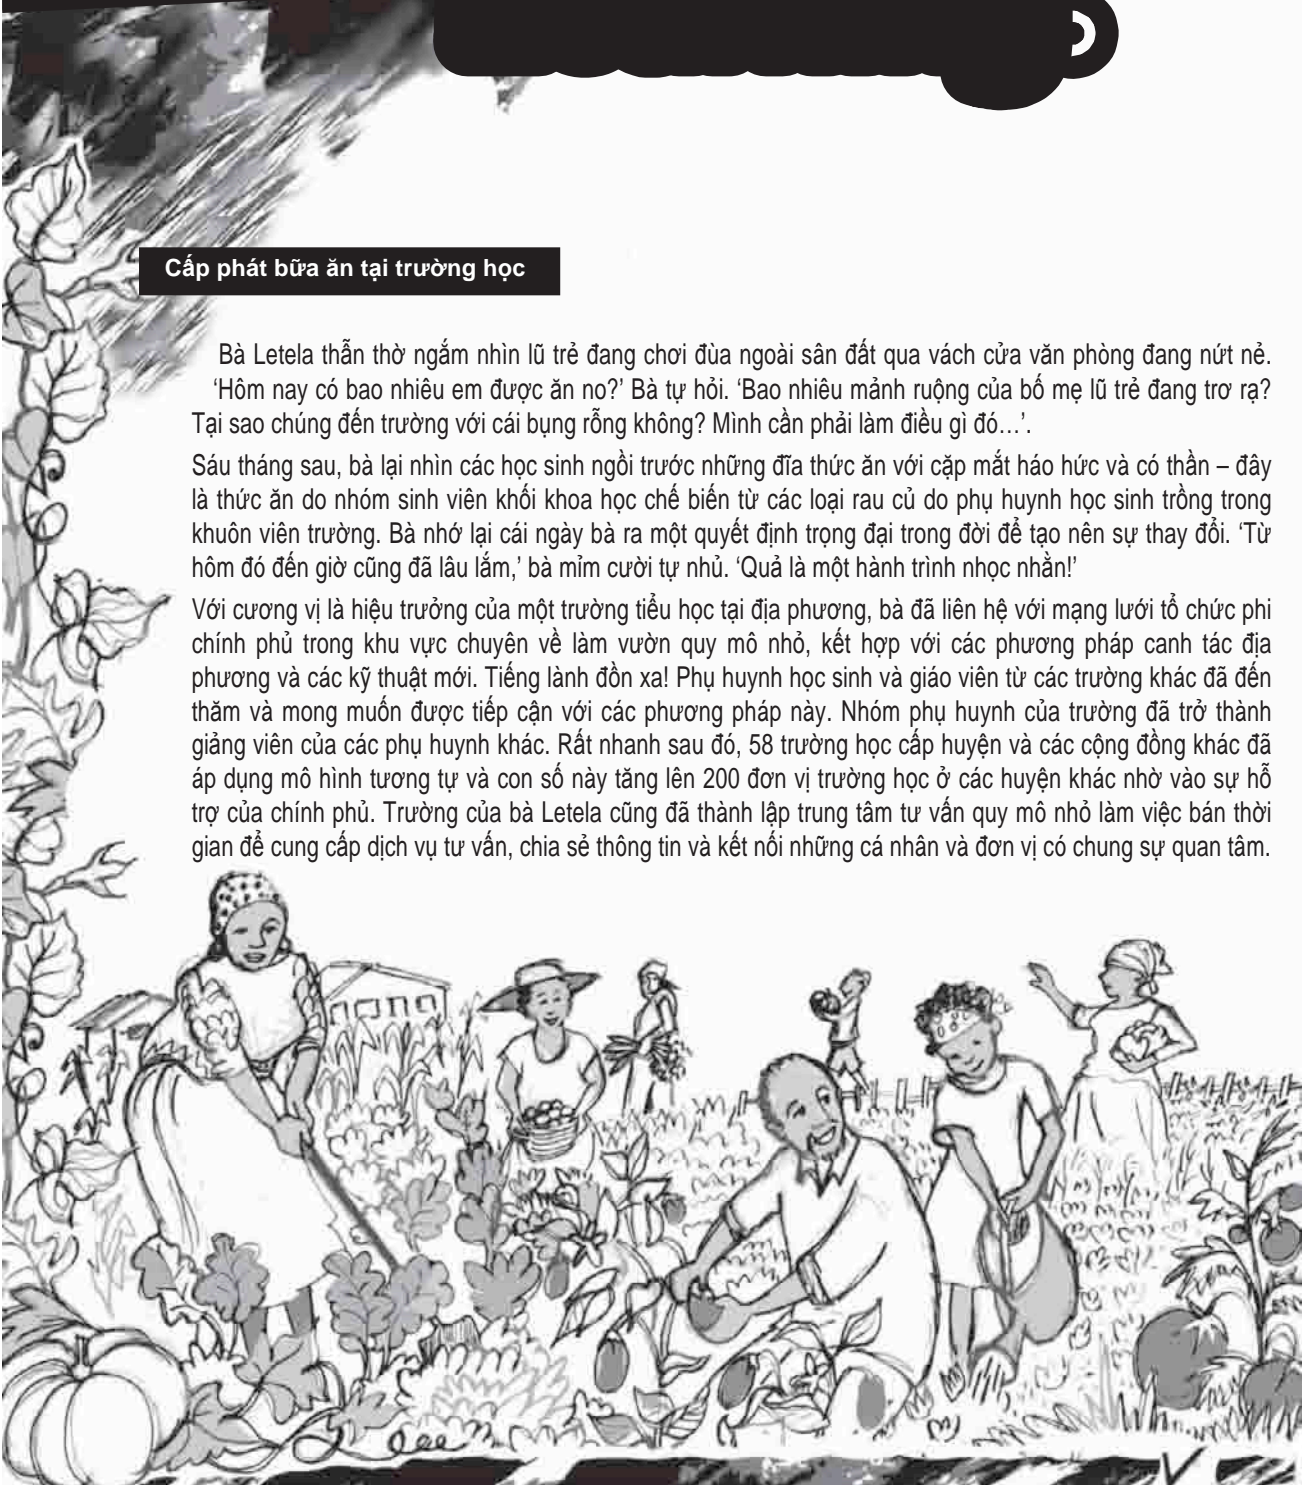 Cấp phát bữa ăn tại trường học
Bà Letela thẫn thờ ngắm nhìn lũ trẻ đang chơi đùa ngoài sân đất qua vách cửa văn phòng đang nứt nẻ.
‘Hôm nay có bao nhiêu em được ăn no?’ Bà tự hỏi. ‘Bao nhiêu mảnh ruộng của bố mẹ lũ trẻ đang trơ rạ?
Tại sao chúng đến trường với cái bụng rỗng không? Mình cần phải làm điều gì đó…’.
Sáu tháng sau, bà lại nhìn các học sinh ngồi trước những đĩa thức ăn với cặp mắt háo hức và có thần – đây
là thức ăn do nhóm sinh viên khối khoa học chế biến từ các loại rau củ do phụ huynh học sinh trồng trong
khuôn viên trường. Bà nhớ lại cái ngày bà ra một quyết định trọng đại trong đời để tạo nên sự thay đổi. ‘Từ
hôm đó đến giờ cũng đã lâu lắm,’ bà mỉm cười tự nhủ. ‘Quả là một hành trình nhọc nhằn!’
Với cương vị là hiệu trưởng của một trường tiểu học tại địa phương, bà đã liên hệ với mạng lưới tổ chức phi
chính phủ trong khu vực chuyên về làm vườn quy mô nhỏ, kết hợp với các phương pháp canh tác địa
phương và các kỹ thuật mới. Tiếng lành đồn xa! Phụ huynh học sinh và giáo viên từ các trường khác đã đến
thăm và mong muốn được tiếp cận với các phương pháp này. Nhóm phụ huynh của trường đã trở thành
giảng viên của các phụ huynh khác. Rất nhanh sau đó, 58 trường học cấp huyện và các cộng đồng khác đã
áp dụng mô hình tương tự và con số này tăng lên 200 đơn vị trường học ở các huyện khác nhờ vào sự hỗ
trợ của chính phủ. Trường của bà Letela cũng đã thành lập trung tâm tư vấn quy mô nhỏ làm việc bán thời
gian để cung cấp dịch vụ tư vấn, chia sẻ thông tin và kết nối những cá nhân và đơn vị có chung sự quan tâm.